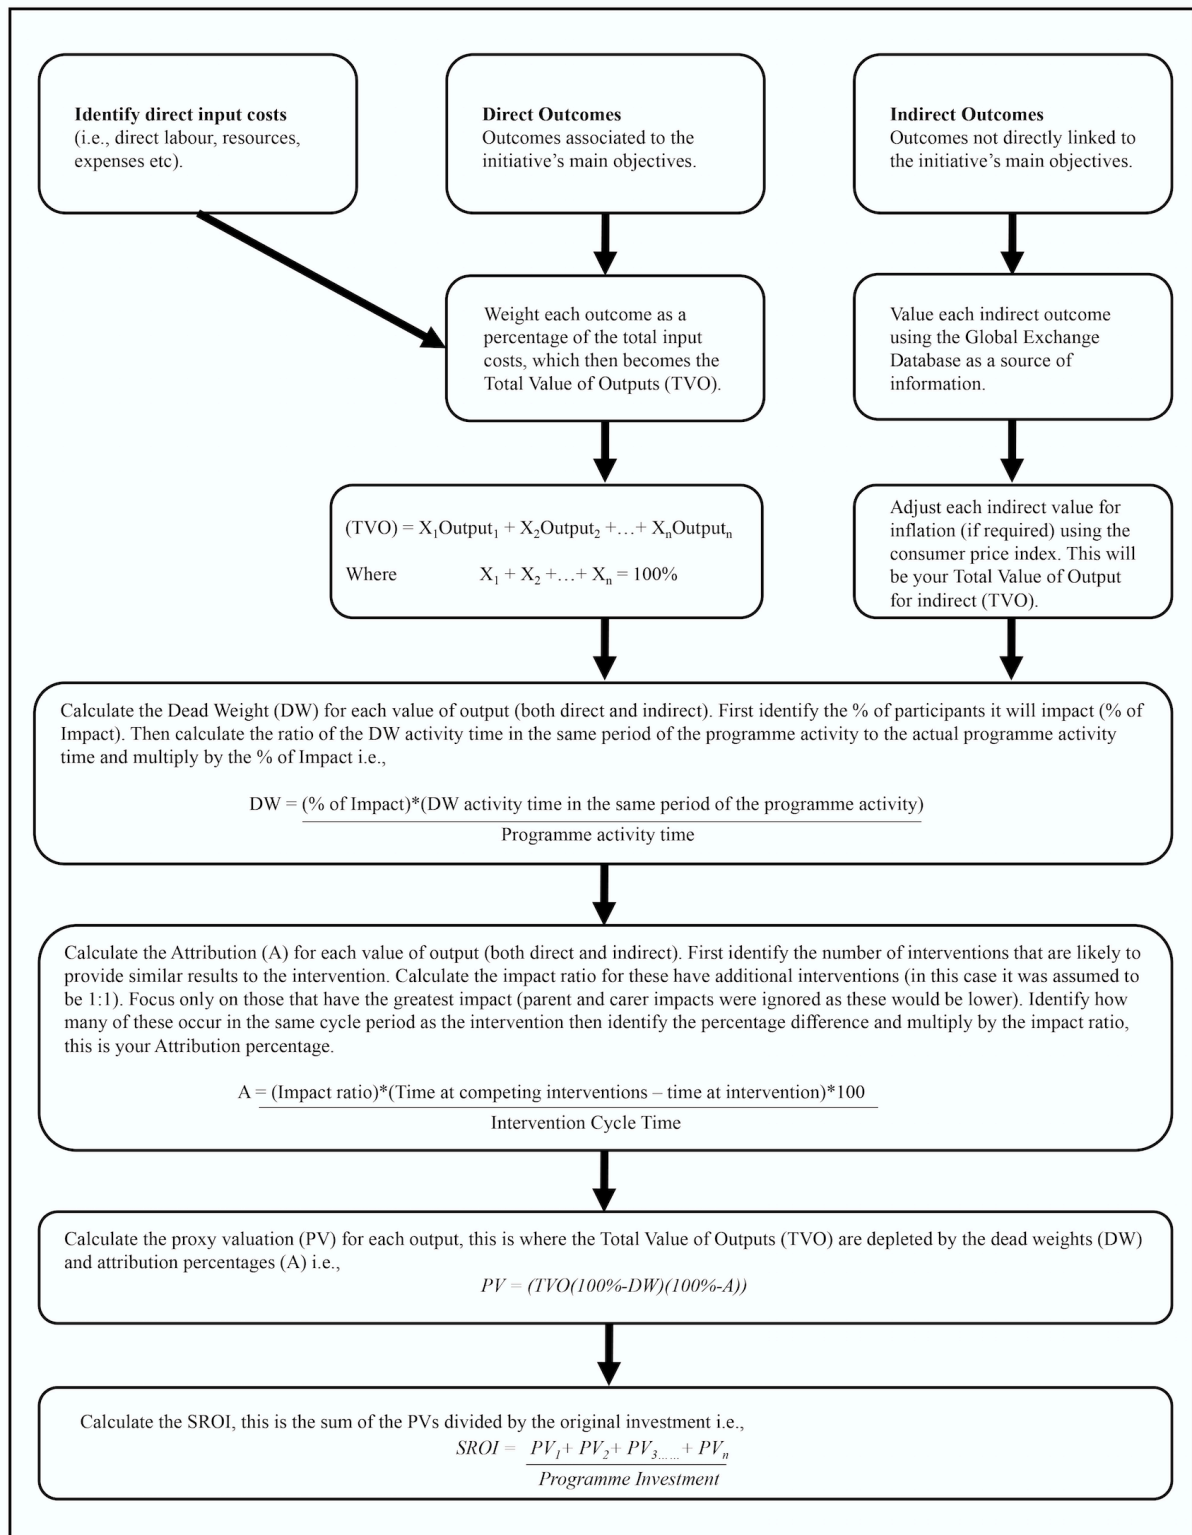 Identify direct input costs
(i.e., direct labour, resources,
expenses etc).
Direct Outcomes
Outcomes associated to the
initiative’s main objectives.
Indirect Outcomes
Outcomes not directly linked to
the initiative’s main objectives.
Weight each outcome as a
percentage of the total input
costs, which then becomes the
Total Value of Outputs (TVO).
Value each indirect outcome
using the Global Exchange
Database as a source of
information.
(TVO) = X₁Output₁ + X₂Output₂ +…+ XₙOutputₙ
Where X₁ + X₂ +…+ Xₙ = 100%
Adjust each indirect value for
inflation (if required) using the
consumer price index. This will
be your Total Value of Output
for indirect (TVO).
Calculate the Dead Weight (DW) for each value of output (both direct and indirect). First identify the % of participants it will impact (% of
Impact). Then calculate the ratio of the DW activity time in the same period of the programme activity to the actual programme activity
time and multiply by the % of Impact i.e.,
DW = (% of Impact)*(DW activity time in the same period of the programme activity)
Programme activity time
Calculate the Attribution (A) for each value of output (both direct and indirect). First identify the number of interventions that are likely to
provide similar results to the intervention. Calculate the impact ratio for these have additional interventions (in this case it was assumed to
be 1:1). Focus only on those that have the greatest impact (parent and carer impacts were ignored as these would be lower). Identify how
many of these occur in the same cycle period as the intervention then identify the percentage difference and multiply by the impact ratio,
this is your Attribution percentage.
A = (Impact ratio)*(Time at competing interventions – time at intervention)*100
Intervention Cycle Time
Calculate the proxy valuation (PV) for each output, this is where the Total Value of Outputs (TVO) are depleted by the dead weights (DW)
and attribution percentages (A) i.e.,
PV = (TVO(100%-DW)(100%-A))
Calculate the SROI, this is the sum of the PVs divided by the original investment i.e.,
SROI = PV₁+ PV₂+ PV₃......+ PVₙ
Programme Investment